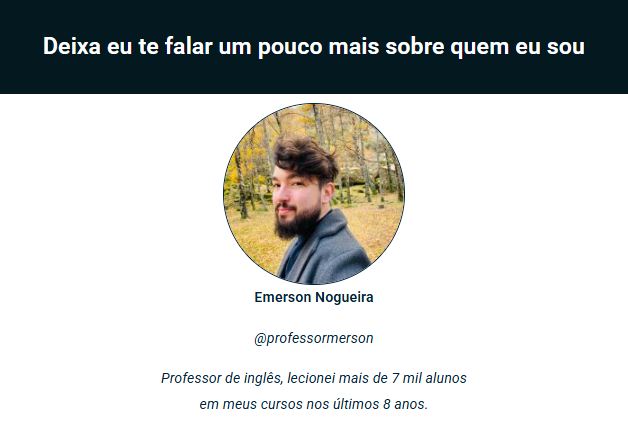 Deixa eu te falar um pouco mais sobre quem eu sou
Emerson Nogueira
@professormerson
Professor de inglês, lecionei mais de 7 mil alunos
em meus cursos nos últimos 8 anos.